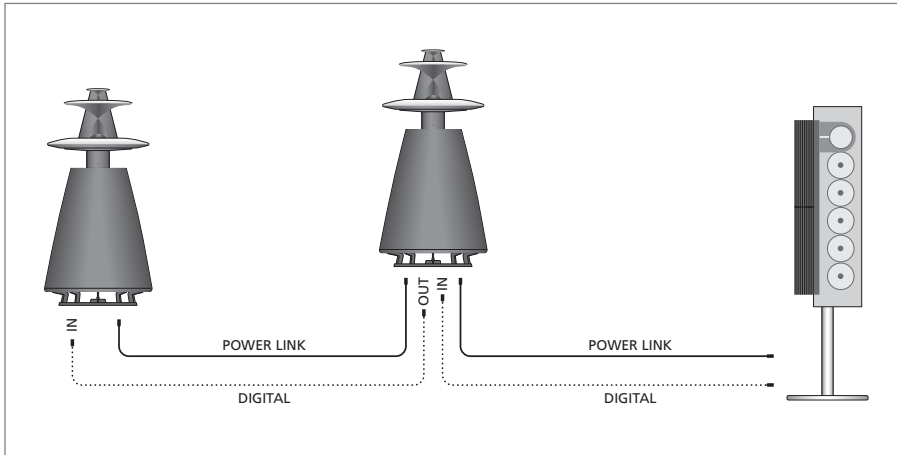 OUT
IN
IN
POWER LINK
POWER LINK
DIGITAL
DIGITAL